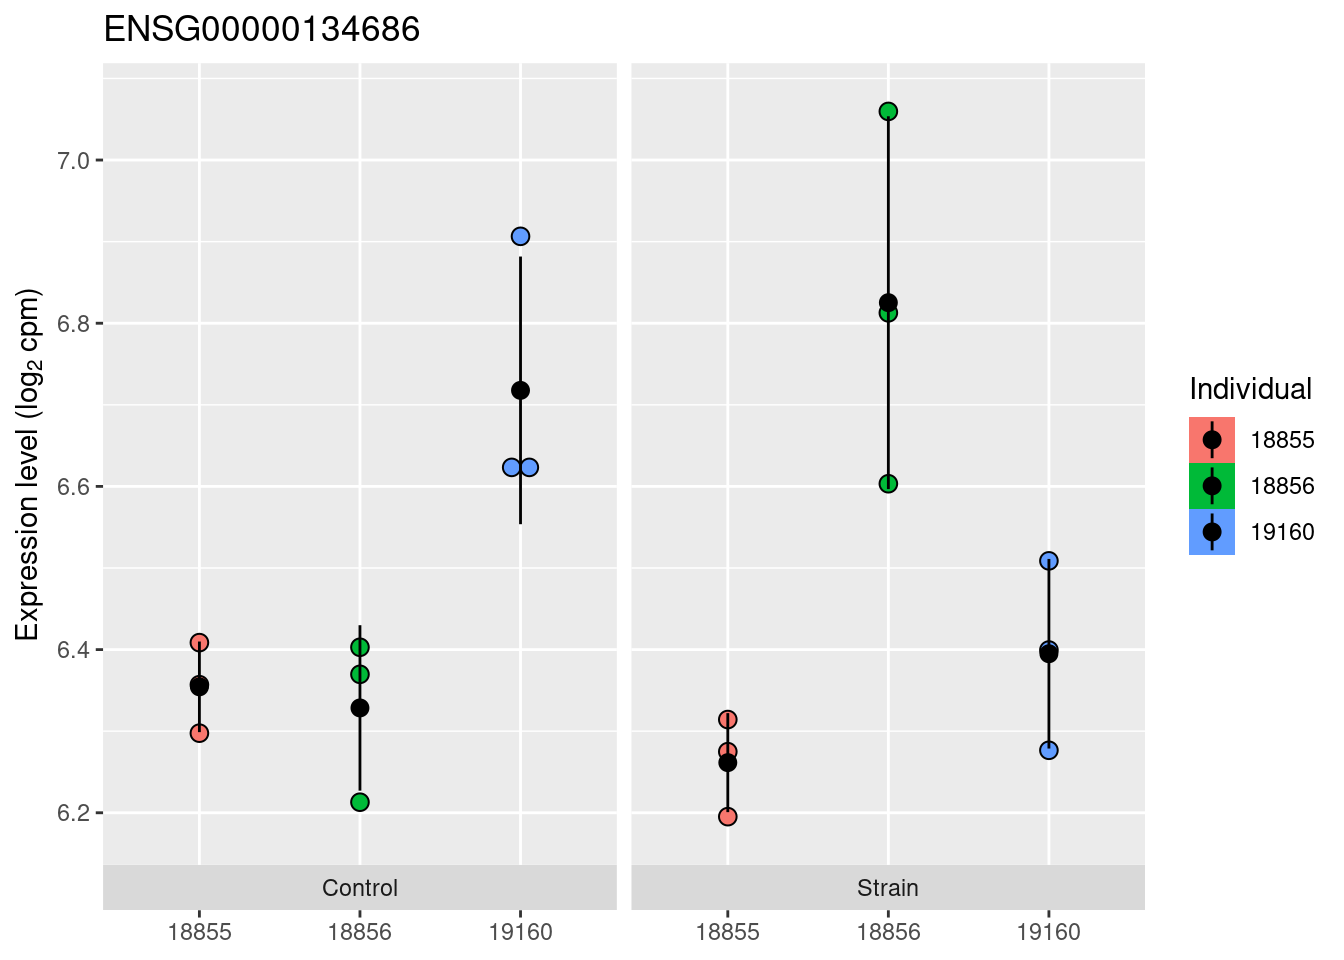 ENSG00000134686
Expression level (log2 cpm)
7.0
6.8
6.6
6.4
6.2
Control
Strain
18855
18856
19160
18855
18856
19160
Individual
18855
18856
19160